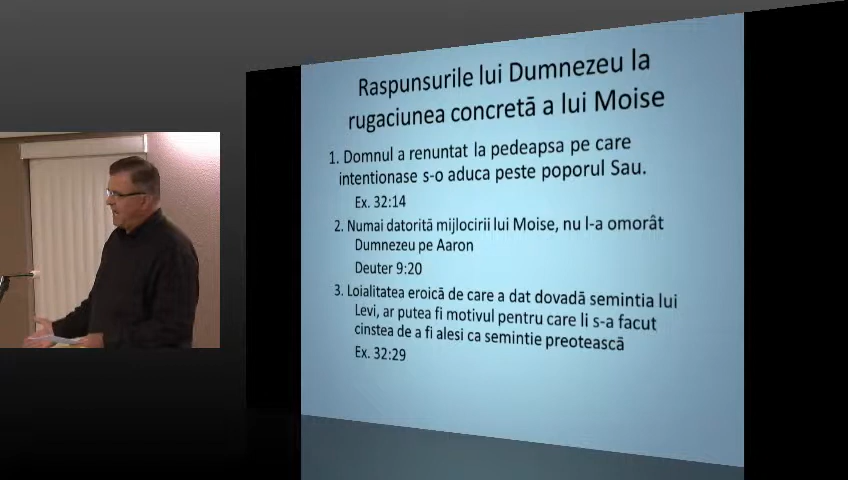 Raspunsurile lui Dumnezeu la
rugaciunea concretă a lui Moise
1. Domnul a renuntat la pedeapsa pe care
intentionase s-o aduca peste poporul Sau.
Ex. 32:14
2. Numai datorită mijlocirii lui Moise, nu l-a omorât
Dumnezeu pe Aaron
Deuter 9:20
3. Loialitatea eroică de care a dat dovadă semintia lui
Levi, ar putea fi motivul pentru care li s-a facut
cinstea de a fi alesi ca semintie preotească
Ex. 32:29